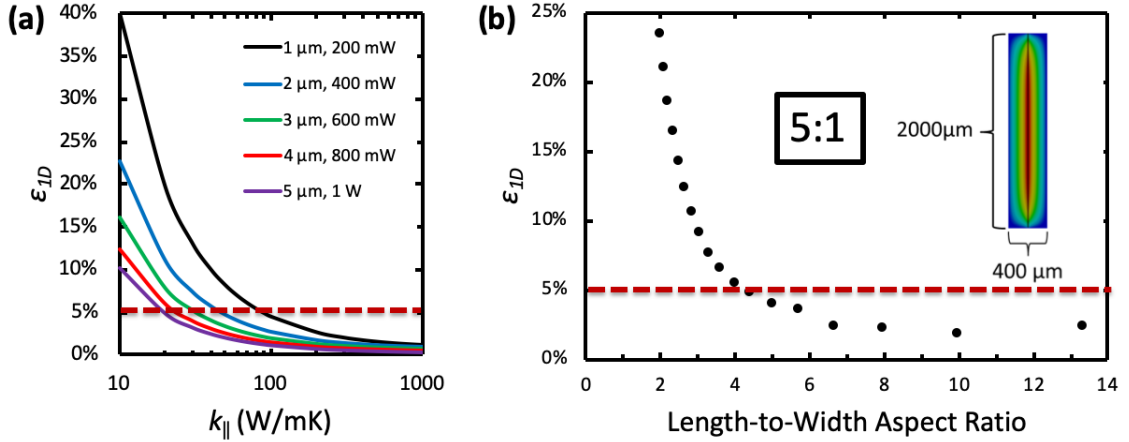 (a)
40%
35%
30%
25%
20%
15%
10%
5%
0%
ε1D
1 μm, 200 mW
2 μm, 400 mW
3 μm, 600 mW
4 μm, 800 mW
5 μm, 1 W
10
100
1000
k|| (W/mK)
(b)
25%
20%
15%
10%
5%
0%
ε1D
5:1
2000μm
400 μm
0
2
4
6
8
10
12
14
Length-to-Width Aspect Ratio